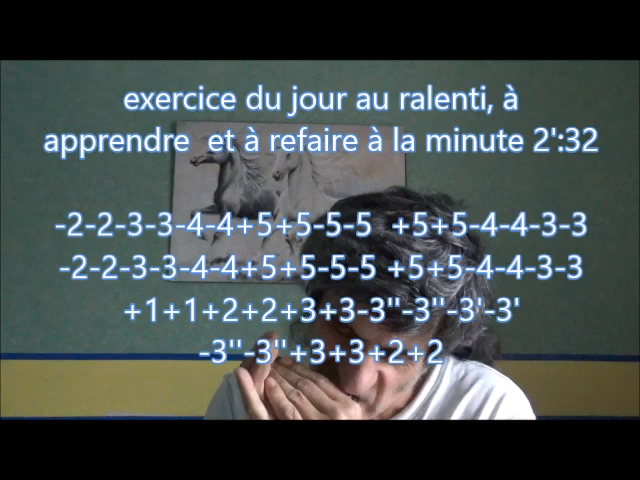 exercice du jour au ralenti, à
apprendre  et à refaire à la minute 2':32
-2-2-3-3-4-4+5+5-5-5  +5+5-4-4-3-3
-2-2-3-3-4-4+5+5-5-5 +5+5-4-4-3-3
+1+1+2+2+3+3-3''-3''-3'-3'
-3''-3''+3+3+2+2